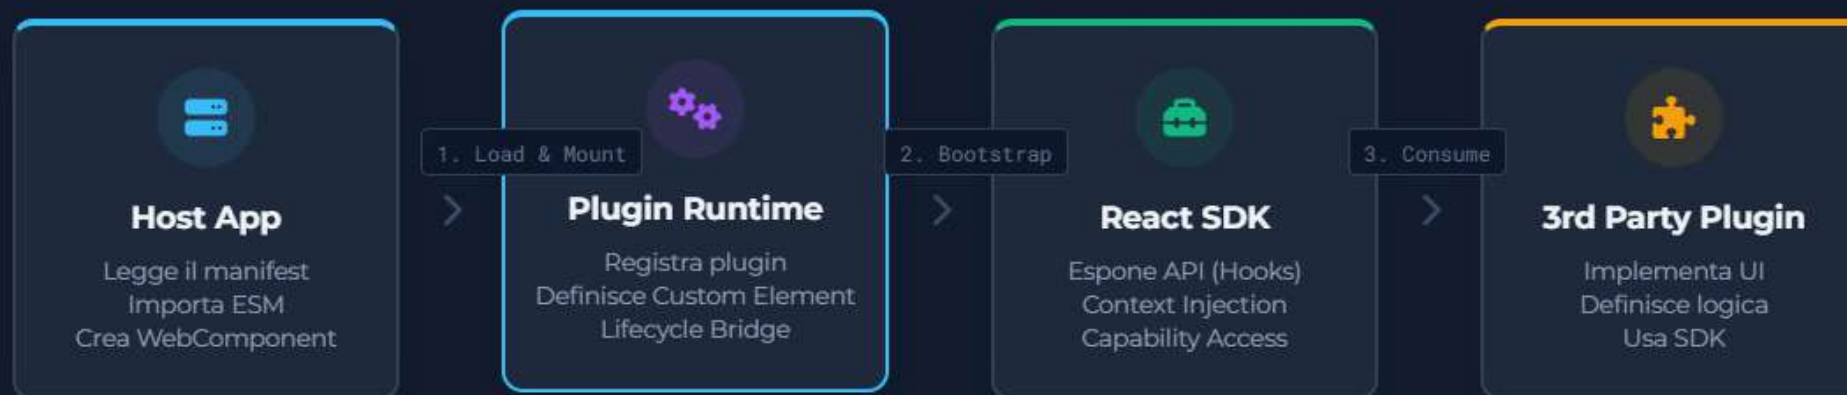 1. Load & Mount
2. Bootstrap
3. Consume
Host App
Legge il manifest
Importa ESM
Crea WebComponent
Plugin Runtime
Registra plugin
Definisce Custom Element
Lifecycle Bridge
React SDK
Espone API (Hooks)
Context Injection
Capability Access
3rd Party Plugin
Implementa UI
Definisce logica
Usa SDK